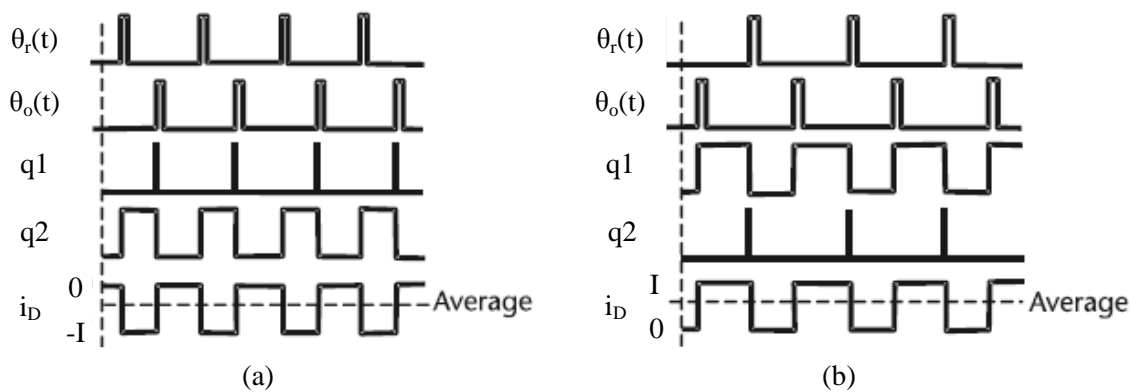 θr(t)
θo(t)
q1
q2
0
iD
-I
Average
(a)
θr(t)
θo(t)
q1
q2
I
iD
0
Average
(b)